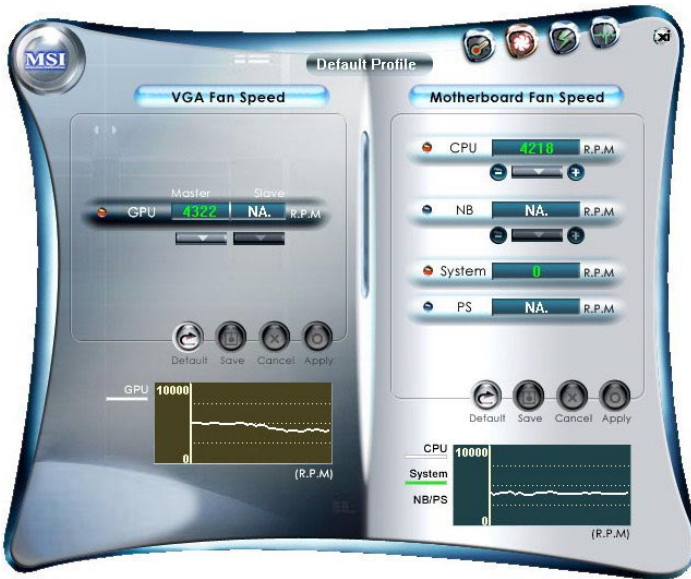 MSI
Default Profile
VGA Fan Speed
Master Slave
GPU 4322 NA. R.P.M
Default Save Cancel Apply
GPU 10000
0
(R.P.M)
Motherboard Fan Speed
CPU 4218 R.P.M
NB NA. R.P.M
System 0 R.P.M
PS NA. R.P.M
Default Save Cancel Apply
CPU 10000
System
NB/PS
0
(R.P.M)